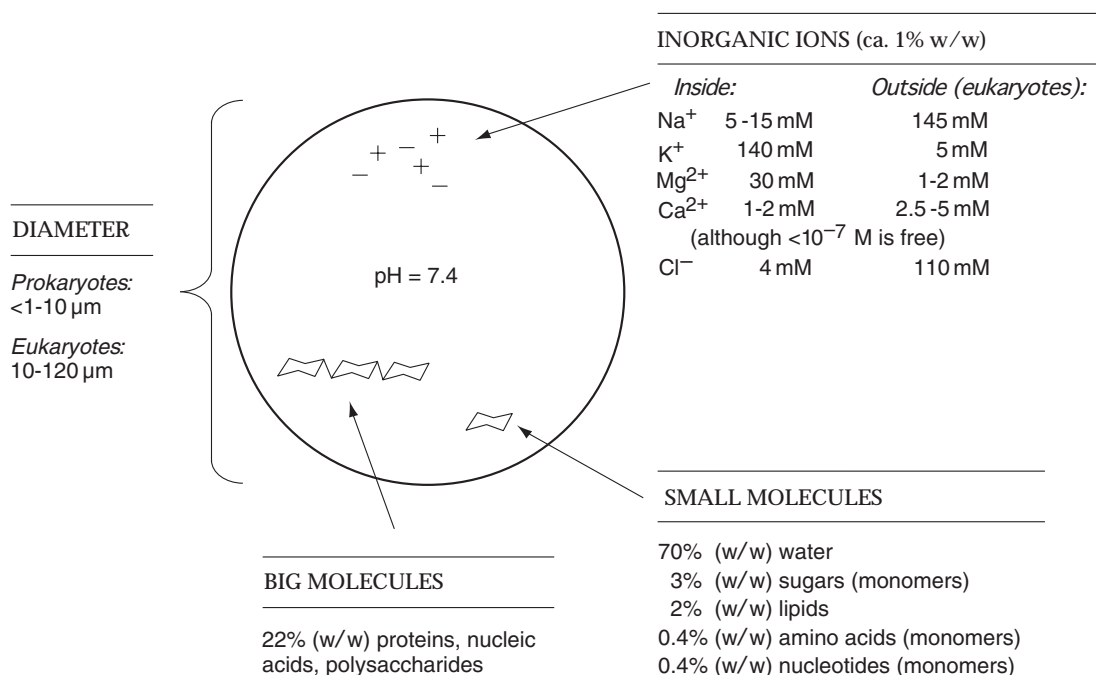 INORGANIC IONS (ca. 1% w/w)
Inside: Outside (eukaryotes):
Na⁺ 5-15 mM 145 mM
K⁺ 140 mM 5 mM
Mg²⁺ 30 mM 1-2 mM
Ca²⁺ 1-2 mM 2.5-5 mM
(although <10⁻⁷ M is free)
Cl⁻ 4 mM 110 mM
+ − + − + −
DIAMETER
Prokaryotes:
<1-10 µm
Eukaryotes:
10-120 µm
pH = 7.4
BIG MOLECULES
22% (w/w) proteins, nucleic
acids, polysaccharides
SMALL MOLECULES
70% (w/w) water
3% (w/w) sugars (monomers)
2% (w/w) lipids
0.4% (w/w) amino acids (monomers)
0.4% (w/w) nucleotides (monomers)